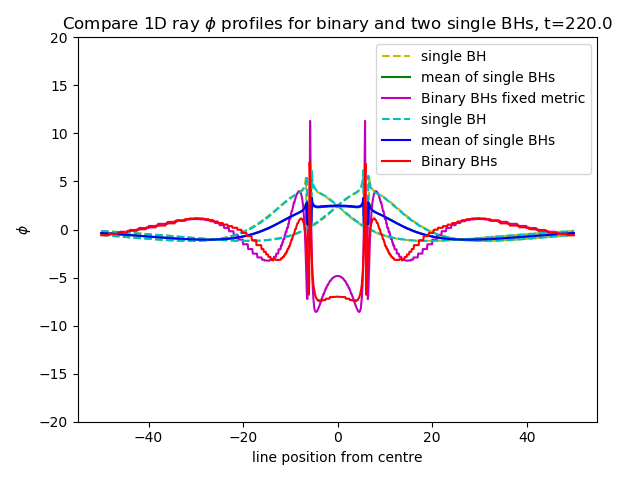 Compare 1D ray ϕ profiles for binary and two single BHs, t=220.0
single BH
mean of single BHs
Binary BHs fixed metric
single BH
mean of single BHs
Binary BHs
20
15
10
5
0
−5
−10
−15
−20
ϕ
−40 −20 0 20 40
line position from centre